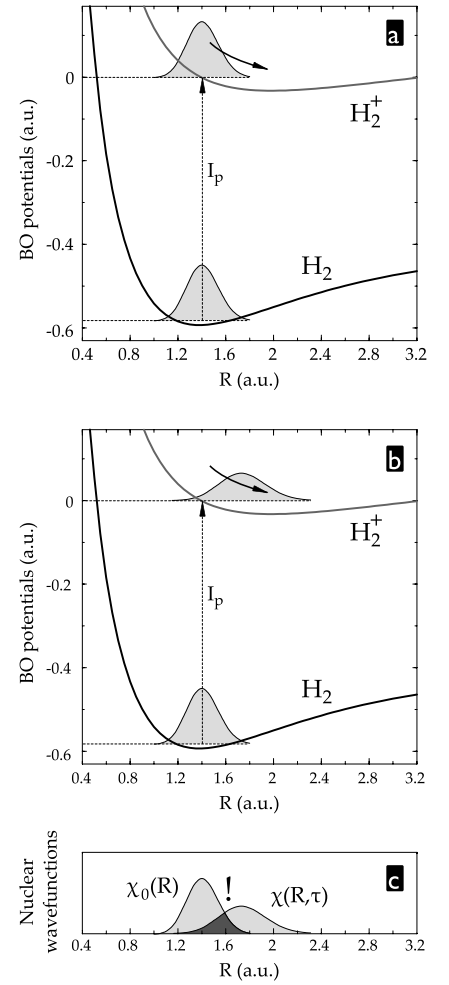 a
0
-0.2
-0.4
-0.6
BO potentials (a.u.)
H₂⁺
Iₚ
H₂
0.4 0.8 1.2 1.6 2 2.4 2.8 3.2
R (a.u.)
b
0
-0.2
-0.4
-0.6
BO potentials (a.u.)
H₂⁺
Iₚ
H₂
0.4 0.8 1.2 1.6 2 2.4 2.8 3.2
R (a.u.)
c
Nuclear
wavefunctions
χ₀(R) ! χ(R,τ)
0.4 0.8 1.2 1.6 2 2.4 2.8 3.2
R (a.u.)